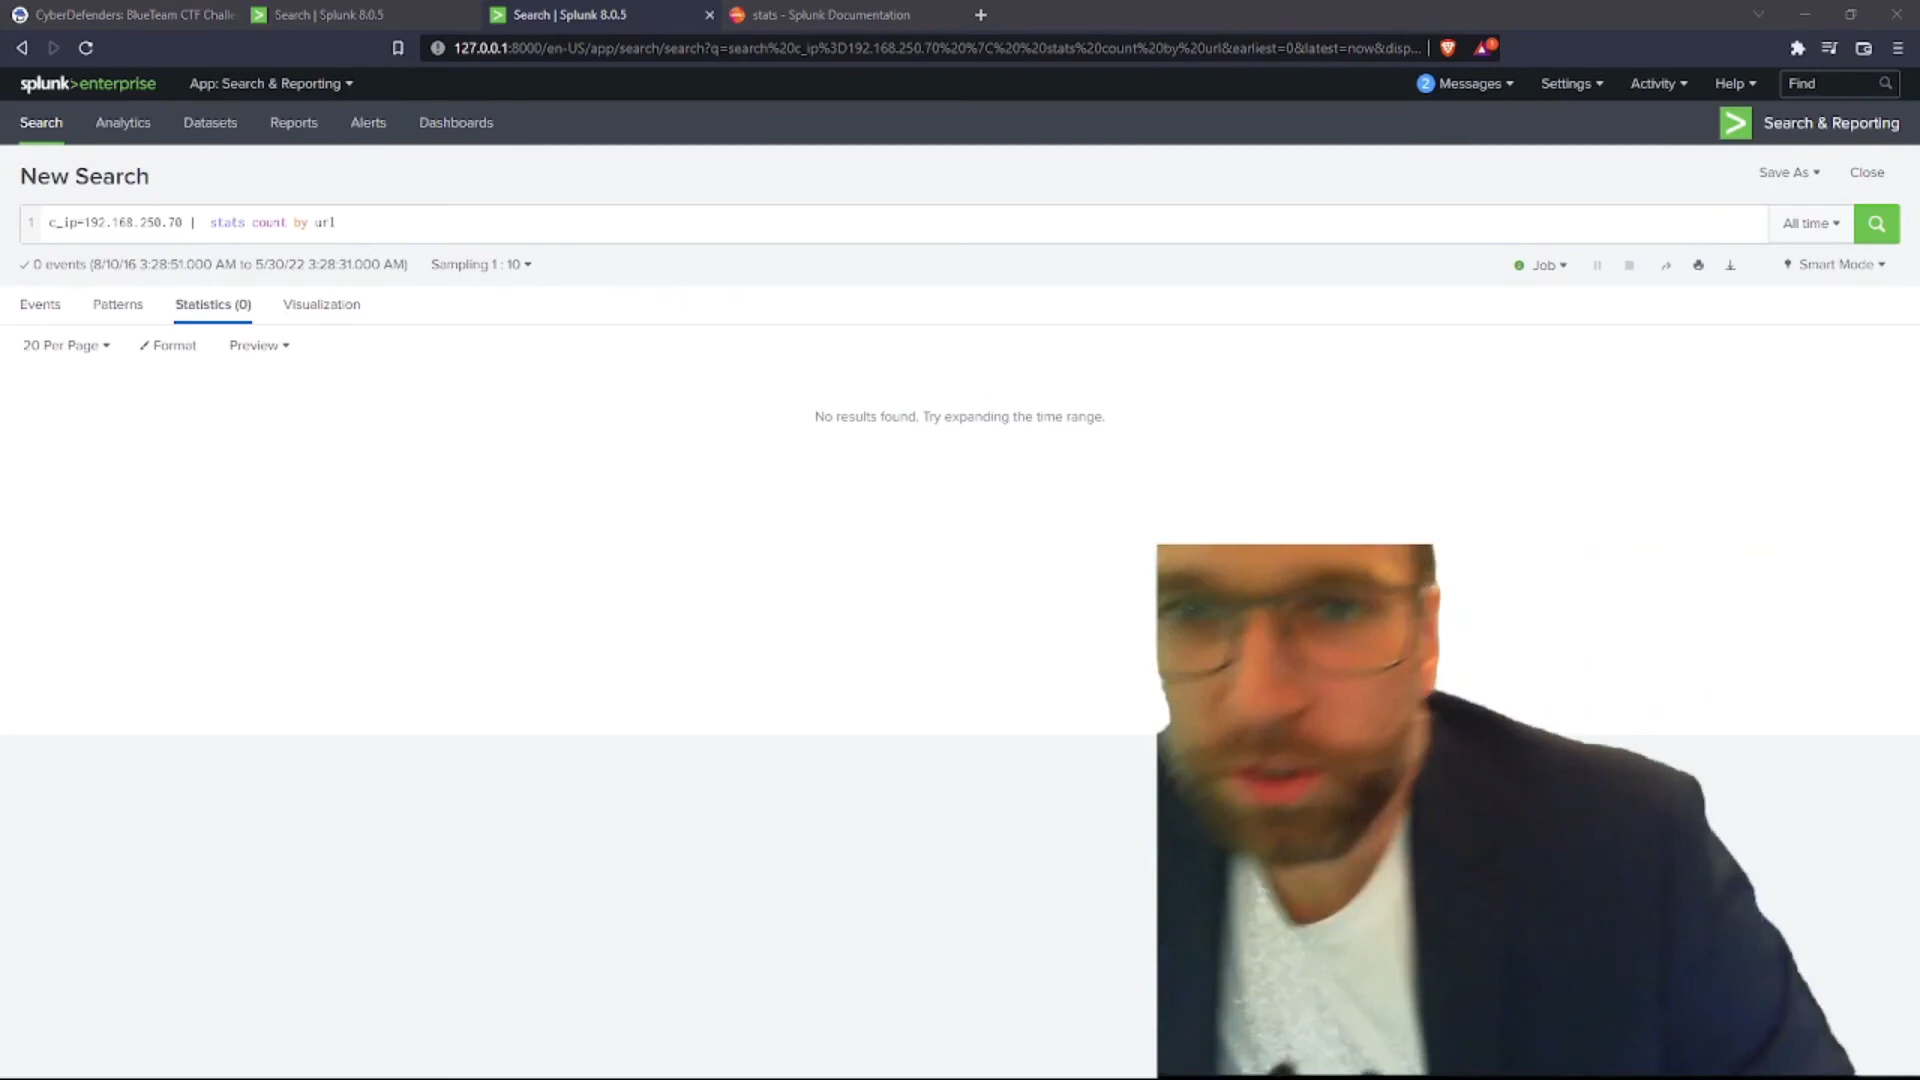 CyberDefenders: BlueTeam CTF Challe
Search | Splunk 8.0.5
Search | Splunk 8.0.5
stats - Splunk Documentation
127.0.0.1:8000/en-US/app/search/search?q=search%20c_ip%3D192.168.250.70%20%7C%20%20stats%20count%20by%20url&earliest=0&latest=now&disp...
splunk>enterprise
App: Search & Reporting
2 Messages
Settings
Activity
Help
Find
Search
Analytics
Datasets
Reports
Alerts
Dashboards
Search & Reporting
New Search
Save As
Close
1 c_ip=192.168.250.70 |  stats count by url
All time
0 events (8/10/16 3:28:51.000 AM to 5/30/22 3:28:31.000 AM)
Sampling 1 : 10
Job
Smart Mode
Events
Patterns
Statistics (0)
Visualization
20 Per Page
Format
Preview
No results found. Try expanding the time range.